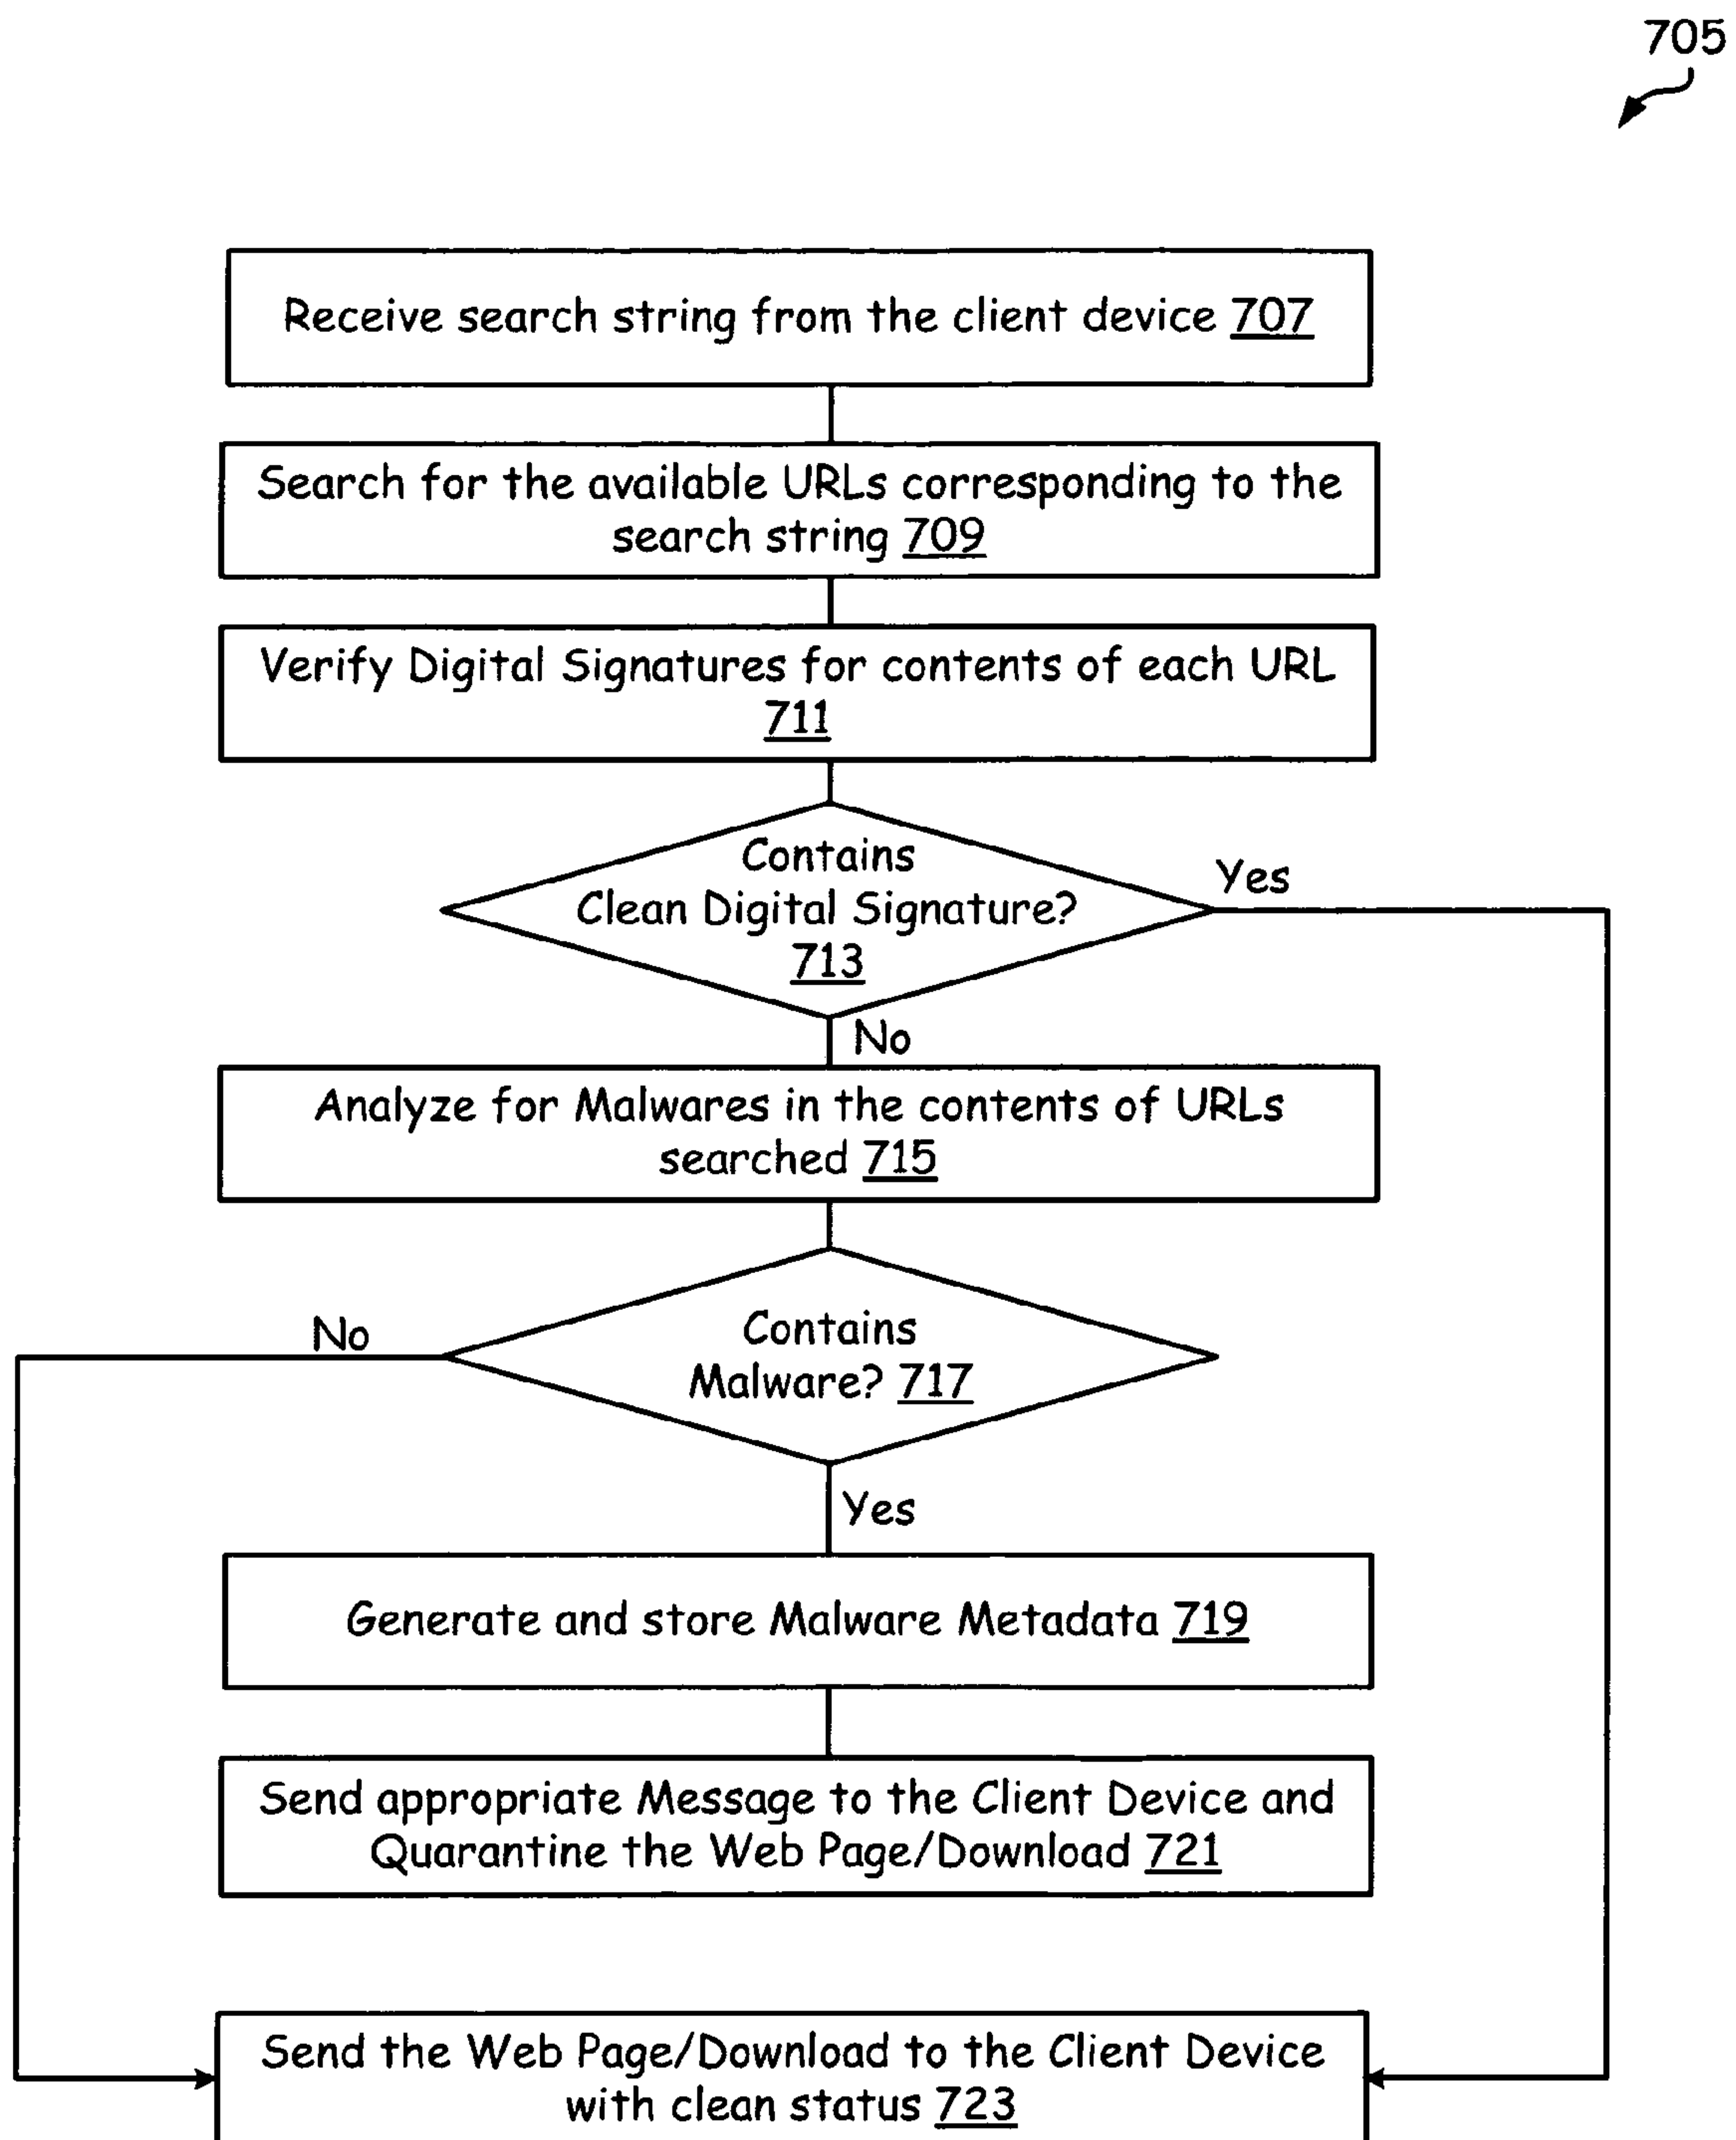 705
Receive search string from the client device 707
Search for the available URLs corresponding to the
search string 709
Verify Digital Signatures for contents of each URL
711
Contains
Clean Digital Signature?
713
Yes
No
Analyze for Malwares in the contents of URLs
searched 715
No
Contains
Malware? 717
Yes
Generate and store Malware Metadata 719
Send appropriate Message to the Client Device and
Quarantine the Web Page/Download 721
Send the Web Page/Download to the Client Device
with clean status 723